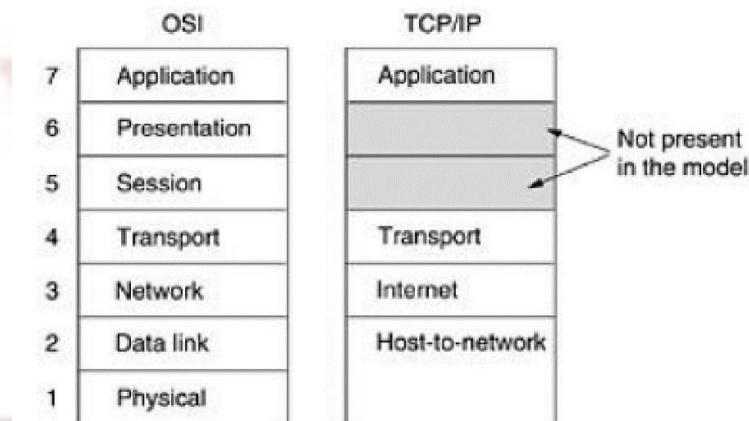 OSI TCP/IP
7 Application Application
6 Presentation
Not present
in the model
5 Session
4 Transport Transport
3 Network Internet
2 Data link Host-to-network
1 Physical